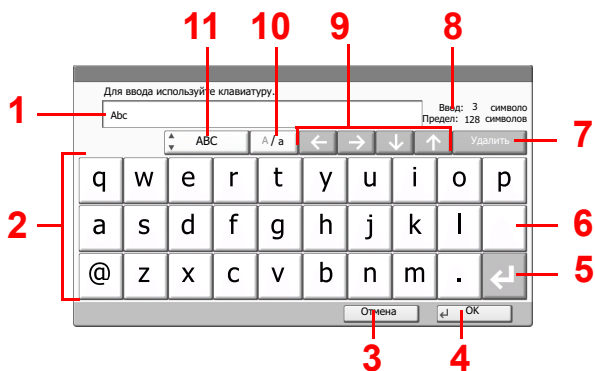 11 10 9 8
Для ввода используйте клавиатуру.
1 Abc Ввод: 3 символо
Предел: 128 символов
ABC A/a ← → ↓ ↑ Удалить 7
2 q w e r t y u i o p
a s d f g h j k l 6
@ z x c v b n m . 5
Отмена ↵ OK
3 4